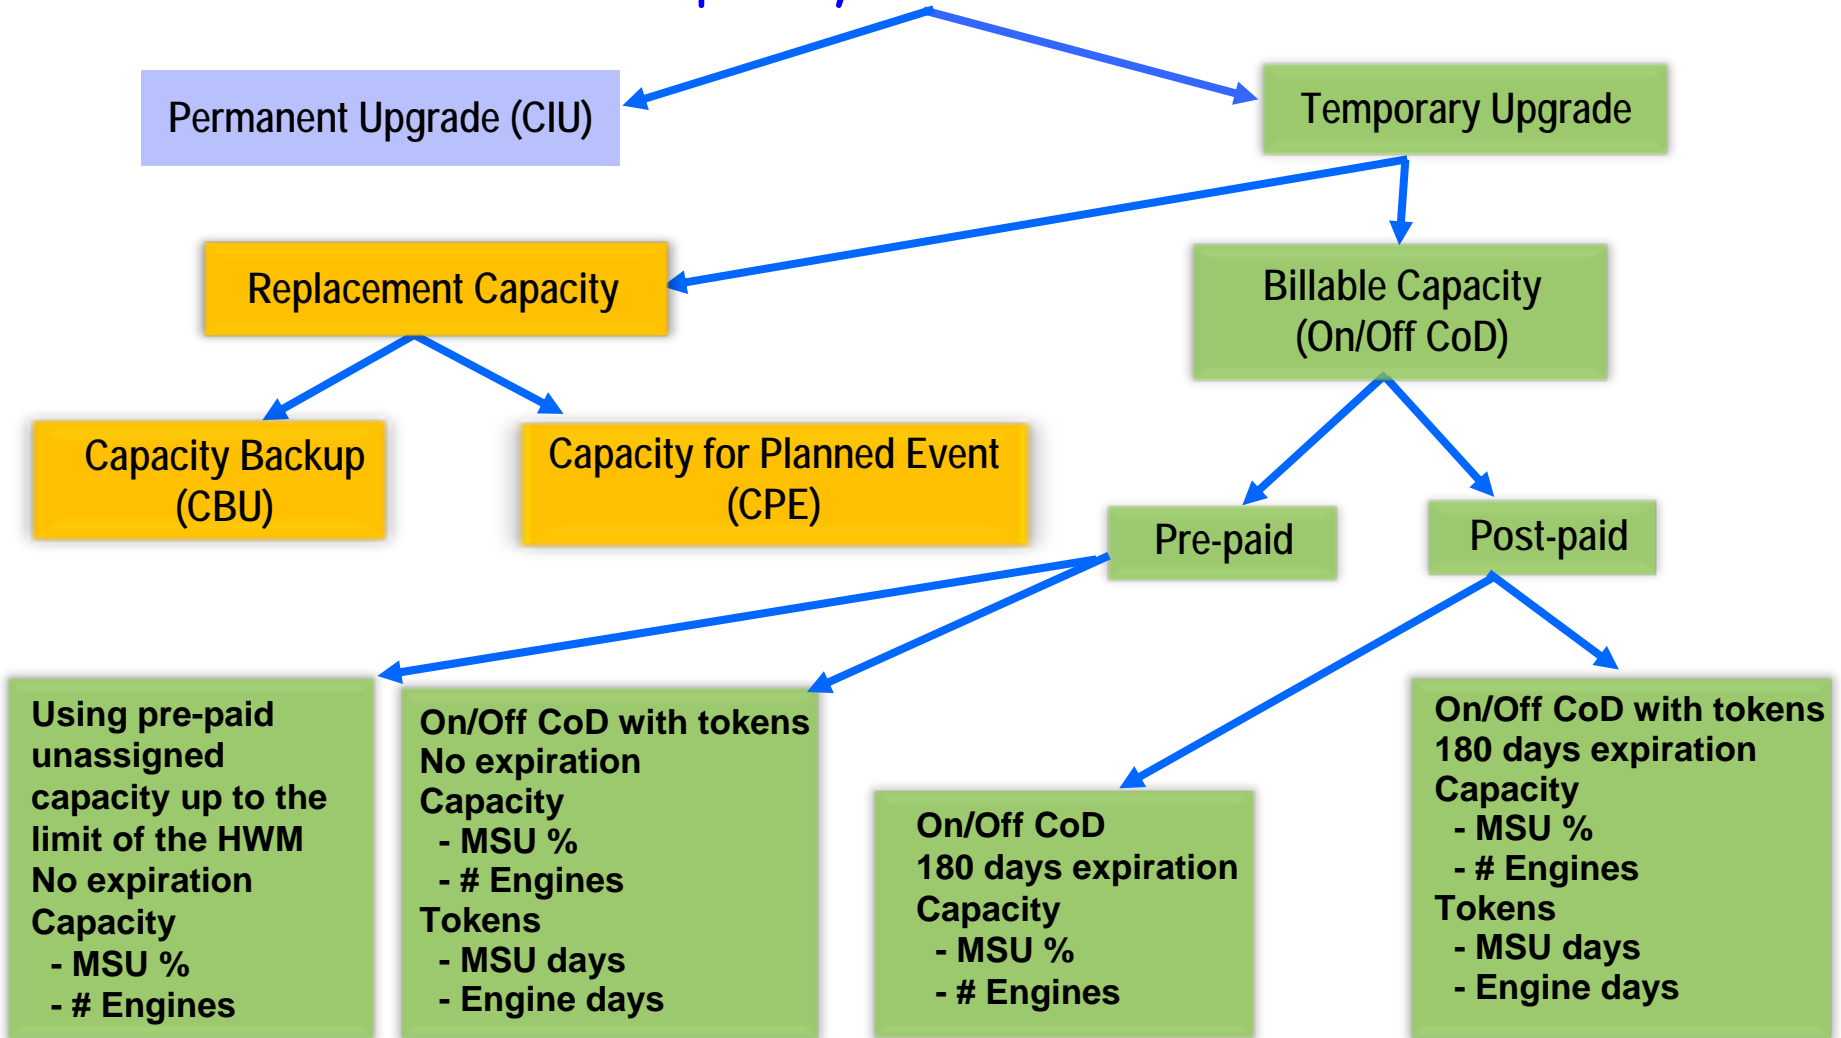 Permanent Upgrade (CIU)
Temporary Upgrade
Replacement Capacity
Billable Capacity
(On/Off CoD)
Capacity Backup
(CBU)
Capacity for Planned Event
(CPE)
Pre-paid
Post-paid
Using pre-paid
unassigned
capacity up to the
limit of the HWM
No expiration
Capacity
- MSU %
- # Engines
On/Off CoD with tokens
No expiration
Capacity
- MSU %
- # Engines
Tokens
- MSU days
- Engine days
On/Off CoD
180 days expiration
Capacity
- MSU %
- # Engines
On/Off CoD with tokens
180 days expiration
Capacity
- MSU %
- # Engines
Tokens
- MSU days
- Engine days